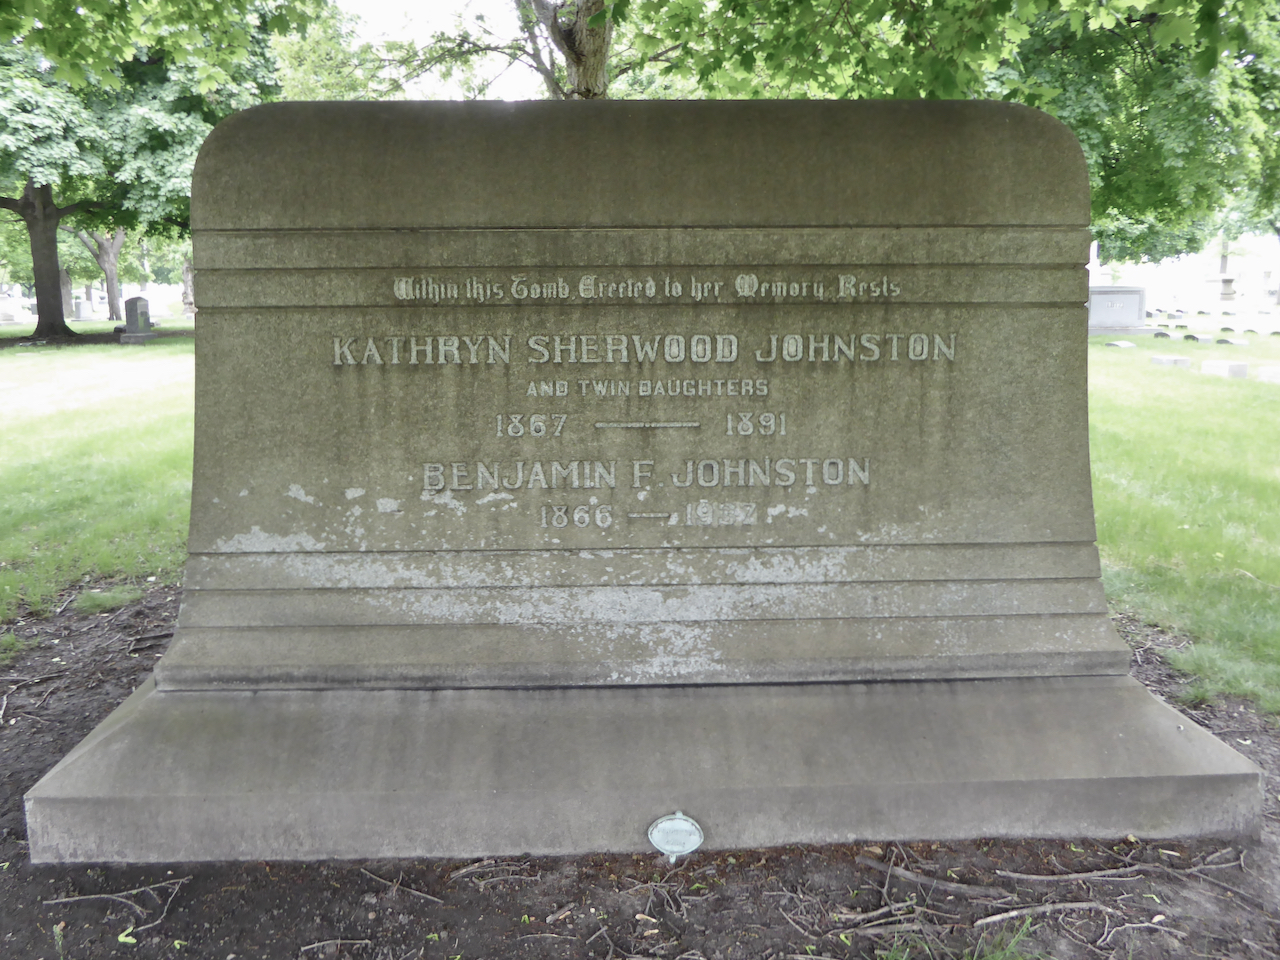 Within this Tomb, Erected to her Memory, Rests
KATHRYN SHERWOOD JOHNSTON
AND TWIN DAUGHTERS
1867 — 1891
BENJAMIN F. JOHNSTON
1866 —